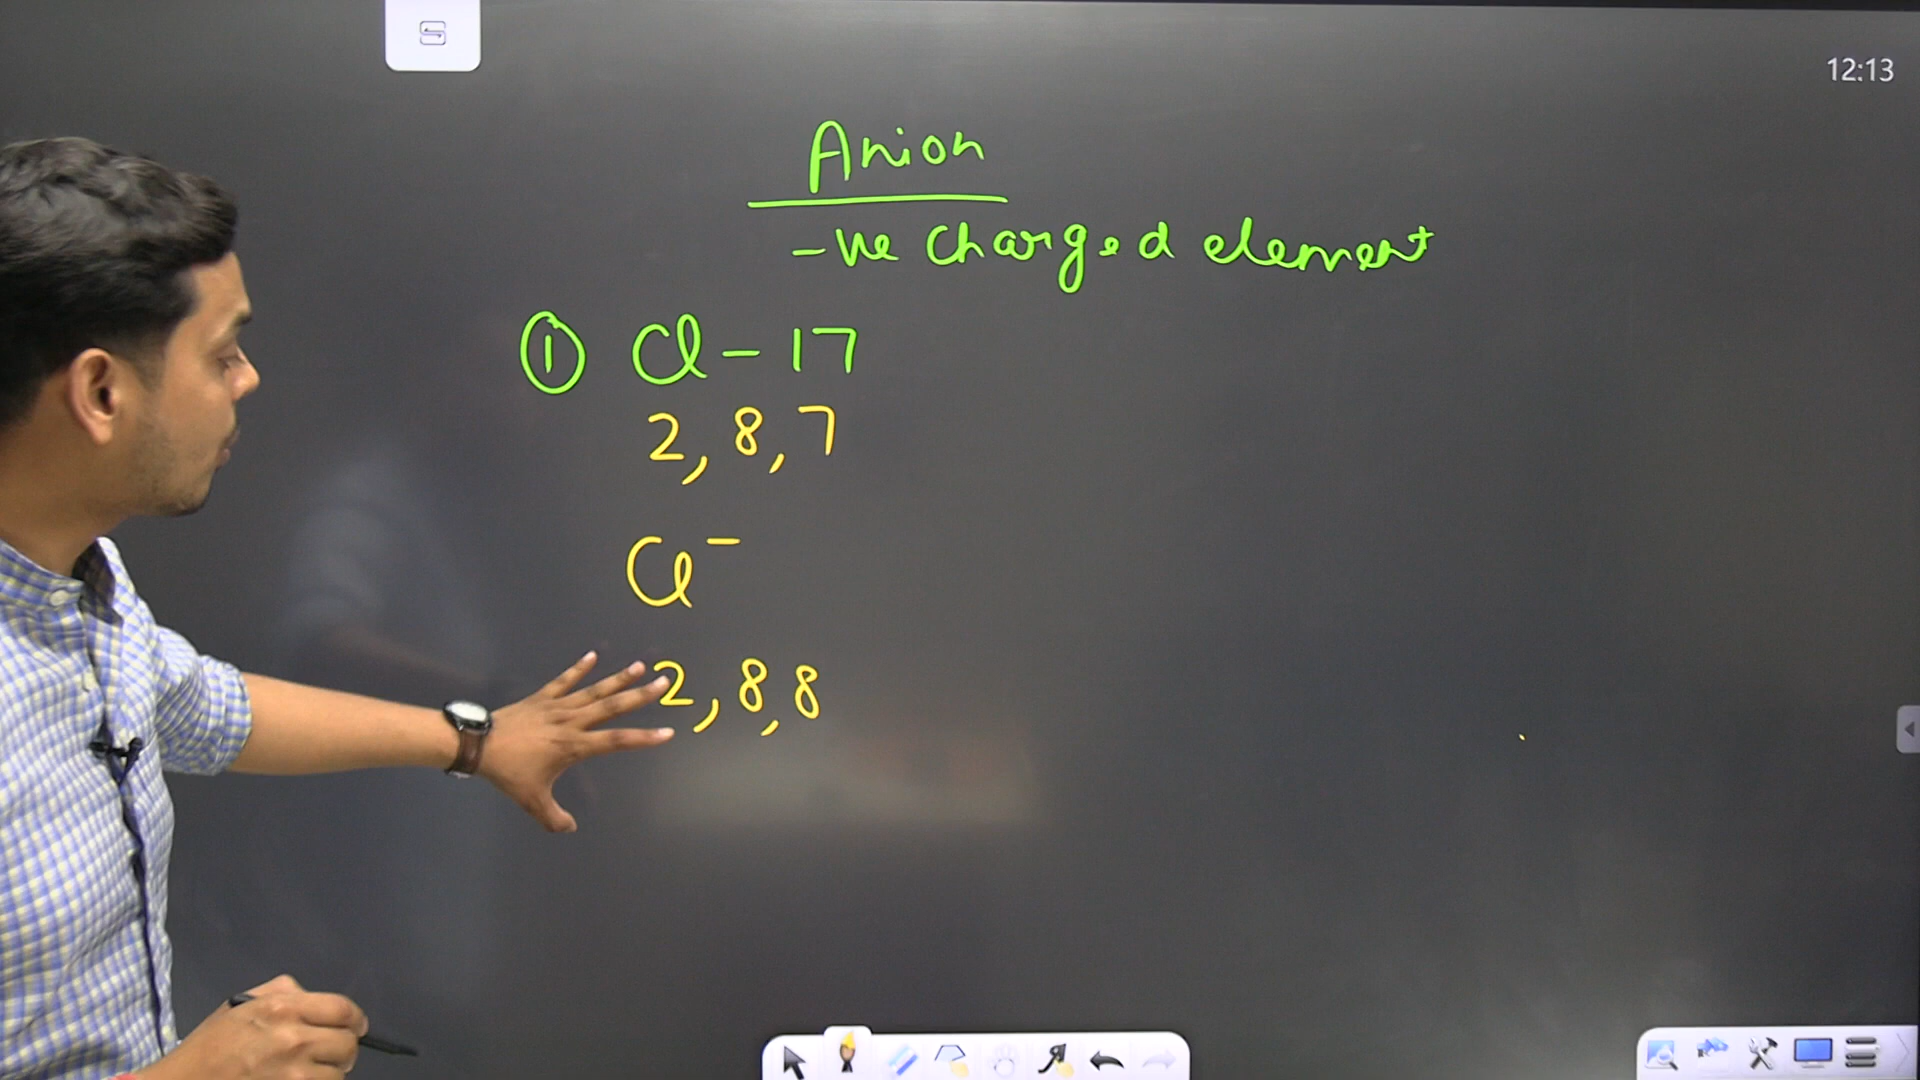 12:13
Anion
-ve charged element
① Cl - 17
2, 8, 7
Cl⁻
2, 8, 8